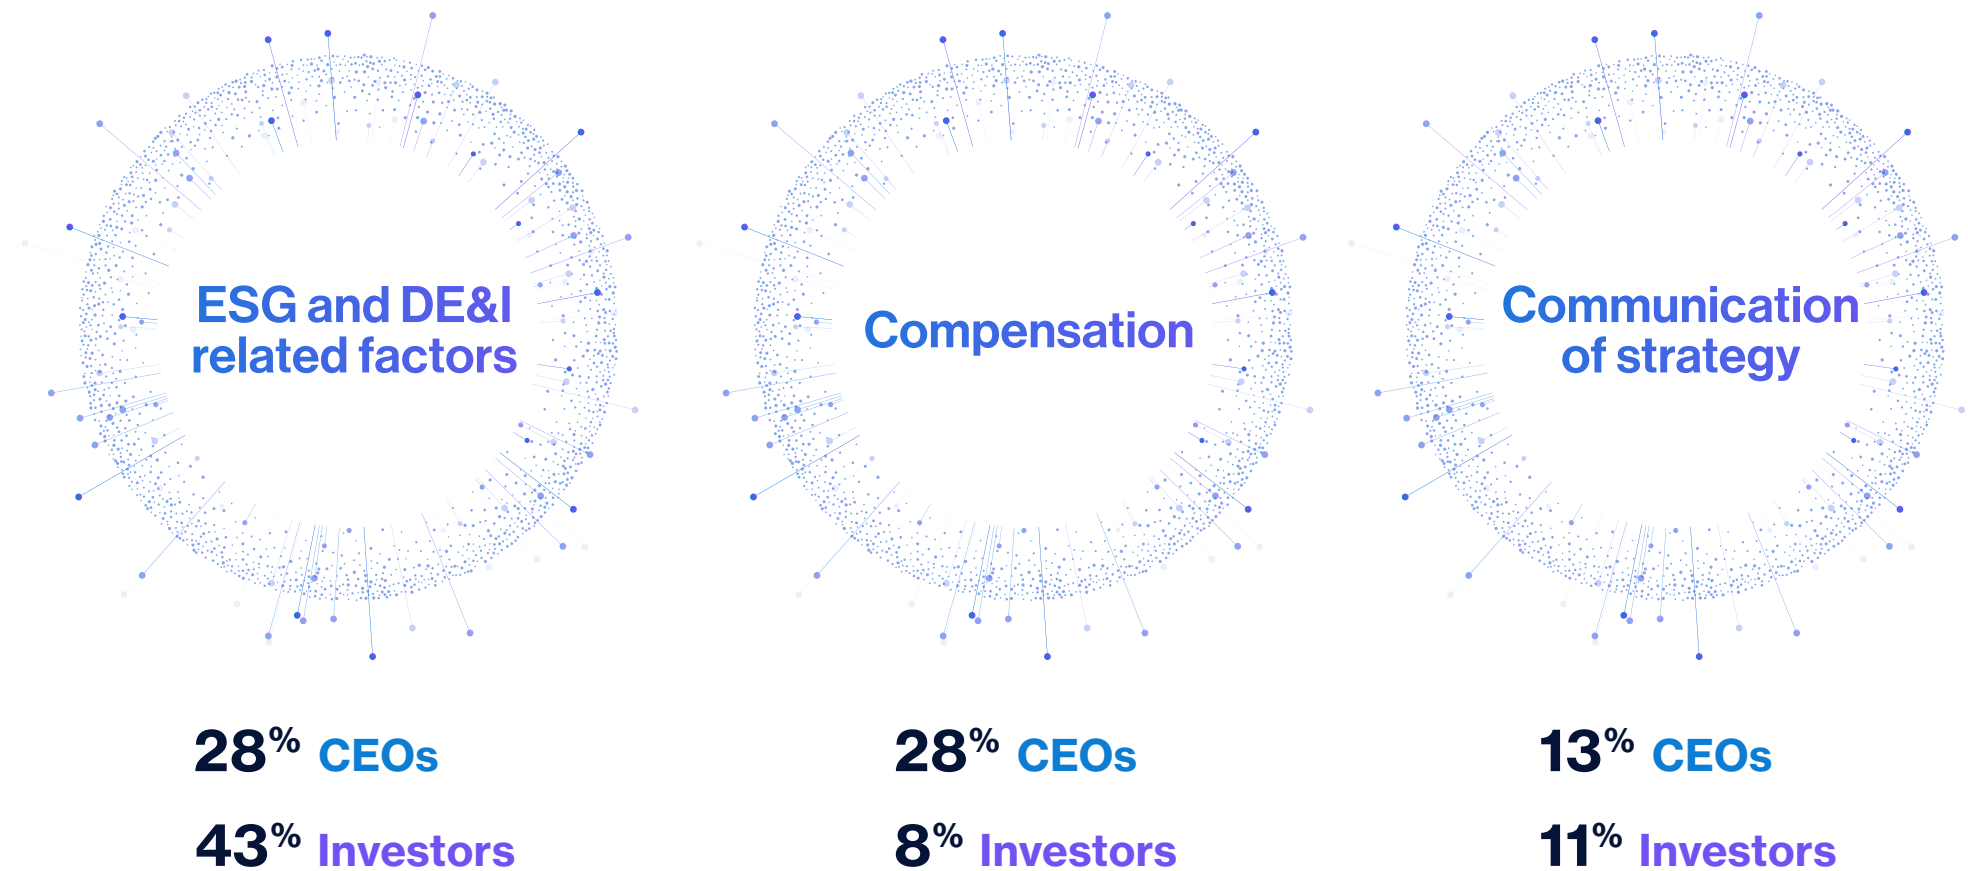 ESG and DE&I
related factors
28% CEOs
43% Investors
Compensation
28% CEOs
8% Investors
Communication
of strategy
13% CEOs
11% Investors